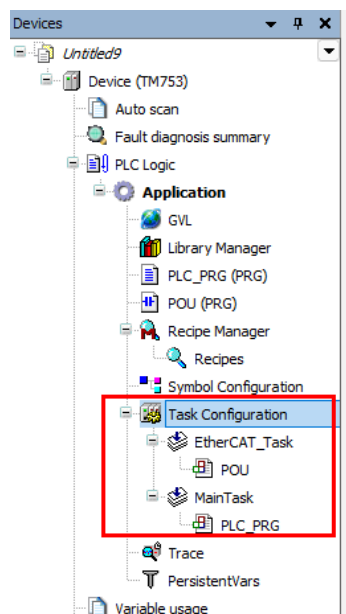 Devices
Untitled9
Device (TM753)
Auto scan
Fault diagnosis summary
PLC Logic
Application
GVL
Library Manager
PLC_PRG (PRG)
POU (PRG)
Recipe Manager
Recipes
Symbol Configuration
Task Configuration
EtherCAT_Task
POU
MainTask
PLC_PRG
Trace
PersistentVars
Variable usage